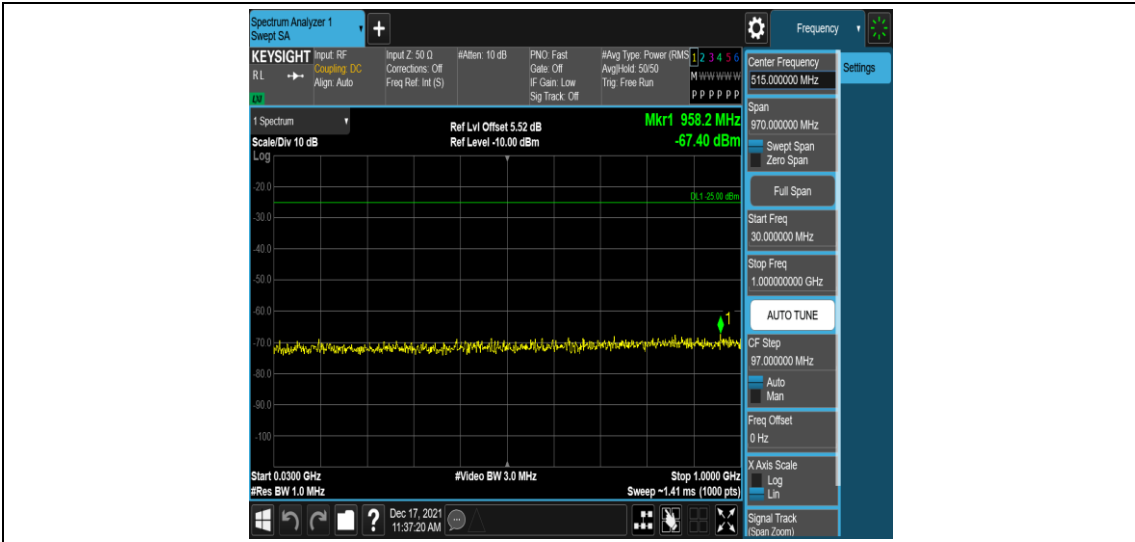 Spectrum Analyzer 1
Swept SA
+
Frequency
KEYSIGHT
RL
LXI
Input: RF
Coupling: DC
Align: Auto
Input Z: 50 Ω
Corrections: Off
Freq Ref: Int (S)
#Atten: 10 dB
PNO: Fast
Gate: Off
IF Gain: Low
Sig Track: Off
#Avg Type: Power (RMS
Avg|Hold: 50/50
Trig: Free Run
1 2 3 4 5 6
M W W W W W
P P P P P P
1 Spectrum
Scale/Div 10 dB
Log
Ref Lvl Offset 5.52 dB
Ref Level -10.00 dBm
Mkr1 958.2 MHz
-67.40 dBm
-20.0
DL1 -25.00 dBm
-30.0
-40.0
-50.0
-60.0
1
-70.0
-80.0
-90.0
-100
Start 0.0300 GHz
#Res BW 1.0 MHz
#Video BW 3.0 MHz
Stop 1.0000 GHz
Sweep ~1.41 ms (1000 pts)
Center Frequency
515.000000 MHz
Settings
Span
970.000000 MHz
Swept Span
Zero Span
Full Span
Start Freq
30.000000 MHz
Stop Freq
1.000000000 GHz
AUTO TUNE
CF Step
97.000000 MHz
Auto
Man
Freq Offset
0 Hz
X Axis Scale
Log
Lin
Signal Track
(Span Zoom)
?
Dec 17, 2021
11:37:20 AM